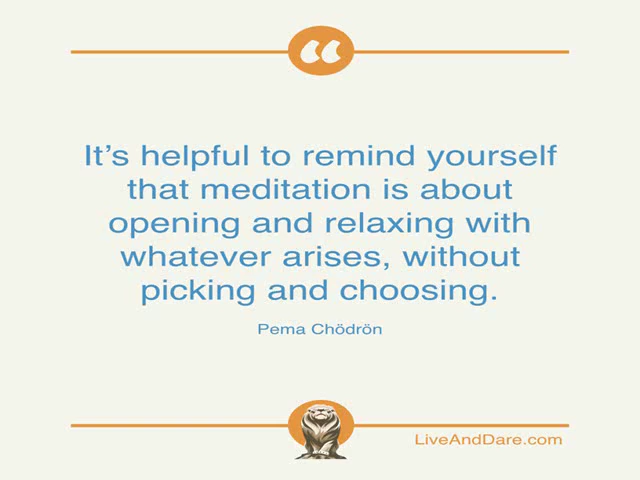 “
It’s helpful to remind yourself
that meditation is about
opening and relaxing with
whatever arises, without
picking and choosing.
Pema Chödrön
LiveAndDare.com